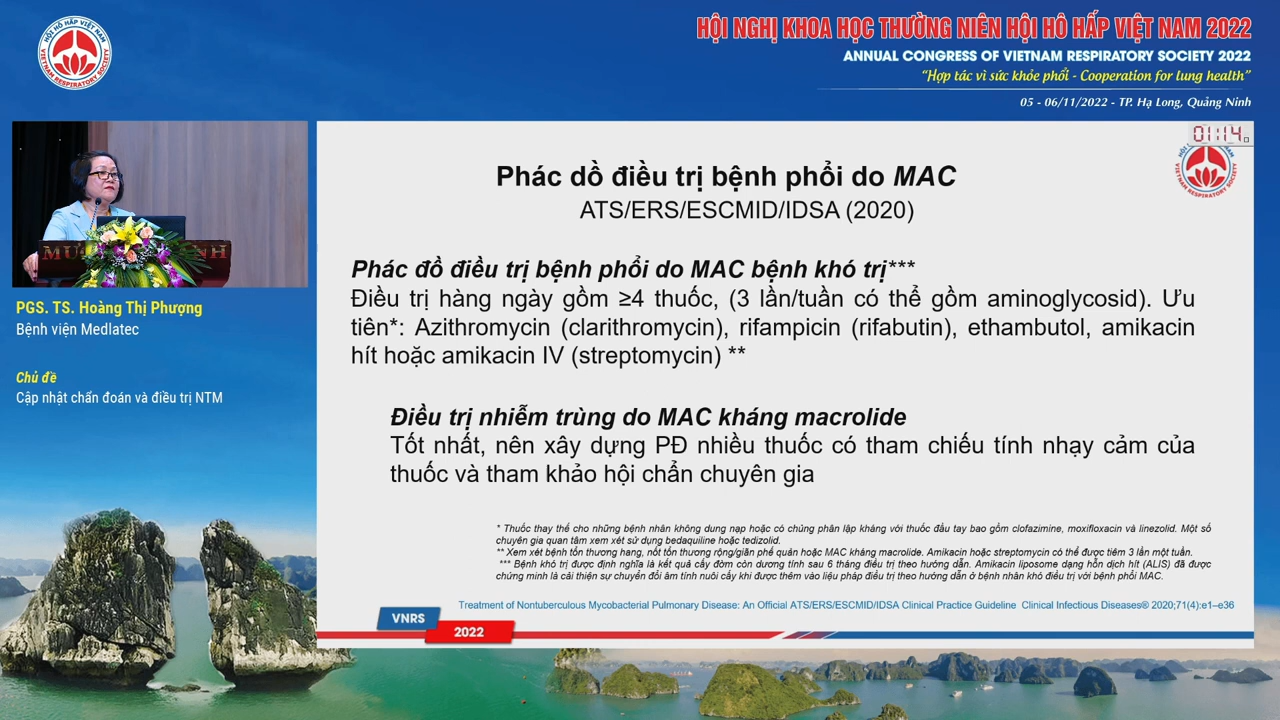 HỘI HÔ HẤP VIỆT NAM
VIETNAM RESPIRATORY SOCIETY
HỘI NGHỊ KHOA HỌC THƯỜNG NIÊN HỘI HÔ HẤP VIỆT NAM 2022
ANNUAL CONGRESS OF VIETNAM RESPIRATORY SOCIETY 2022
“Hợp tác vì sức khỏe phổi - Cooperation for lung health”
05 - 06/11/2022 - TP. Hạ Long, Quảng Ninh
01:14
PGS. TS. Hoàng Thị Phượng
Bệnh viện Medlatec
Chủ đề
Cập nhật chẩn đoán và điều trị NTM
Phác dồ điều trị bệnh phổi do MAC
ATS/ERS/ESCMID/IDSA (2020)
Phác đồ điều trị bệnh phổi do MAC bệnh khó trị***
Điều trị hàng ngày gồm ≥4 thuốc, (3 lần/tuần có thể gồm aminoglycosid). Ưu
tiên*: Azithromycin (clarithromycin), rifampicin (rifabutin), ethambutol, amikacin
hít hoặc amikacin IV (streptomycin) **
Điều trị nhiễm trùng do MAC kháng macrolide
Tốt nhất, nên xây dựng PĐ nhiều thuốc có tham chiếu tính nhạy cảm của
thuốc và tham khảo hội chẩn chuyên gia
* Thuốc thay thế cho những bệnh nhân không dung nạp hoặc có chủng phân lập kháng với thuốc đầu tay bao gồm clofazimine, moxifloxacin và linezolid. Một số
chuyên gia quan tâm xem xét sử dụng bedaquiline hoặc tedizolid.
** Xem xét bệnh tổn thương hang, nốt tổn thương rộng/giãn phế quản hoặc MAC kháng macrolide. Amikacin hoặc streptomycin có thể được tiêm 3 lần một tuần.
*** Bệnh khó trị được định nghĩa là kết quả cấy đờm còn dương tính sau 6 tháng điều trị theo hướng dẫn. Amikacin liposome dạng hỗn dịch hít (ALIS) đã được
chứng minh là cải thiện sự chuyển đổi âm tính nuôi cấy khi được thêm vào liệu pháp điều trị theo hướng dẫn ở bệnh nhân khó điều trị với bệnh phổi MAC.
Treatment of Nontuberculous Mycobacterial Pulmonary Disease: An Official ATS/ERS/ESCMID/IDSA Clinical Practice Guideline Clinical Infectious Diseases® 2020;71(4):e1–e36
VNRS
2022